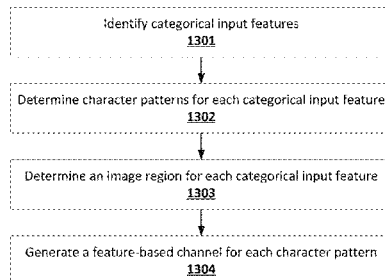 Identify categorical input features
1301
Determine character patterns for each categorical input feature
1302
Determine an image region for each categorical input feature
1303
Generate a feature-based channel for each character pattern
1304